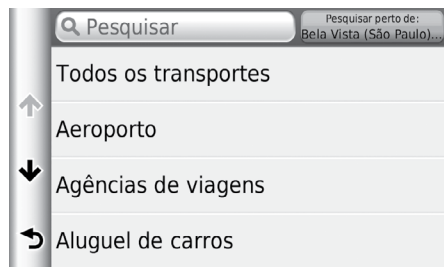 Pesquisar
Pesquisar perto de:
Bela Vista (São Paulo)...
Todos os transportes
Aeroporto
Agências de viagens
Aluguel de carros